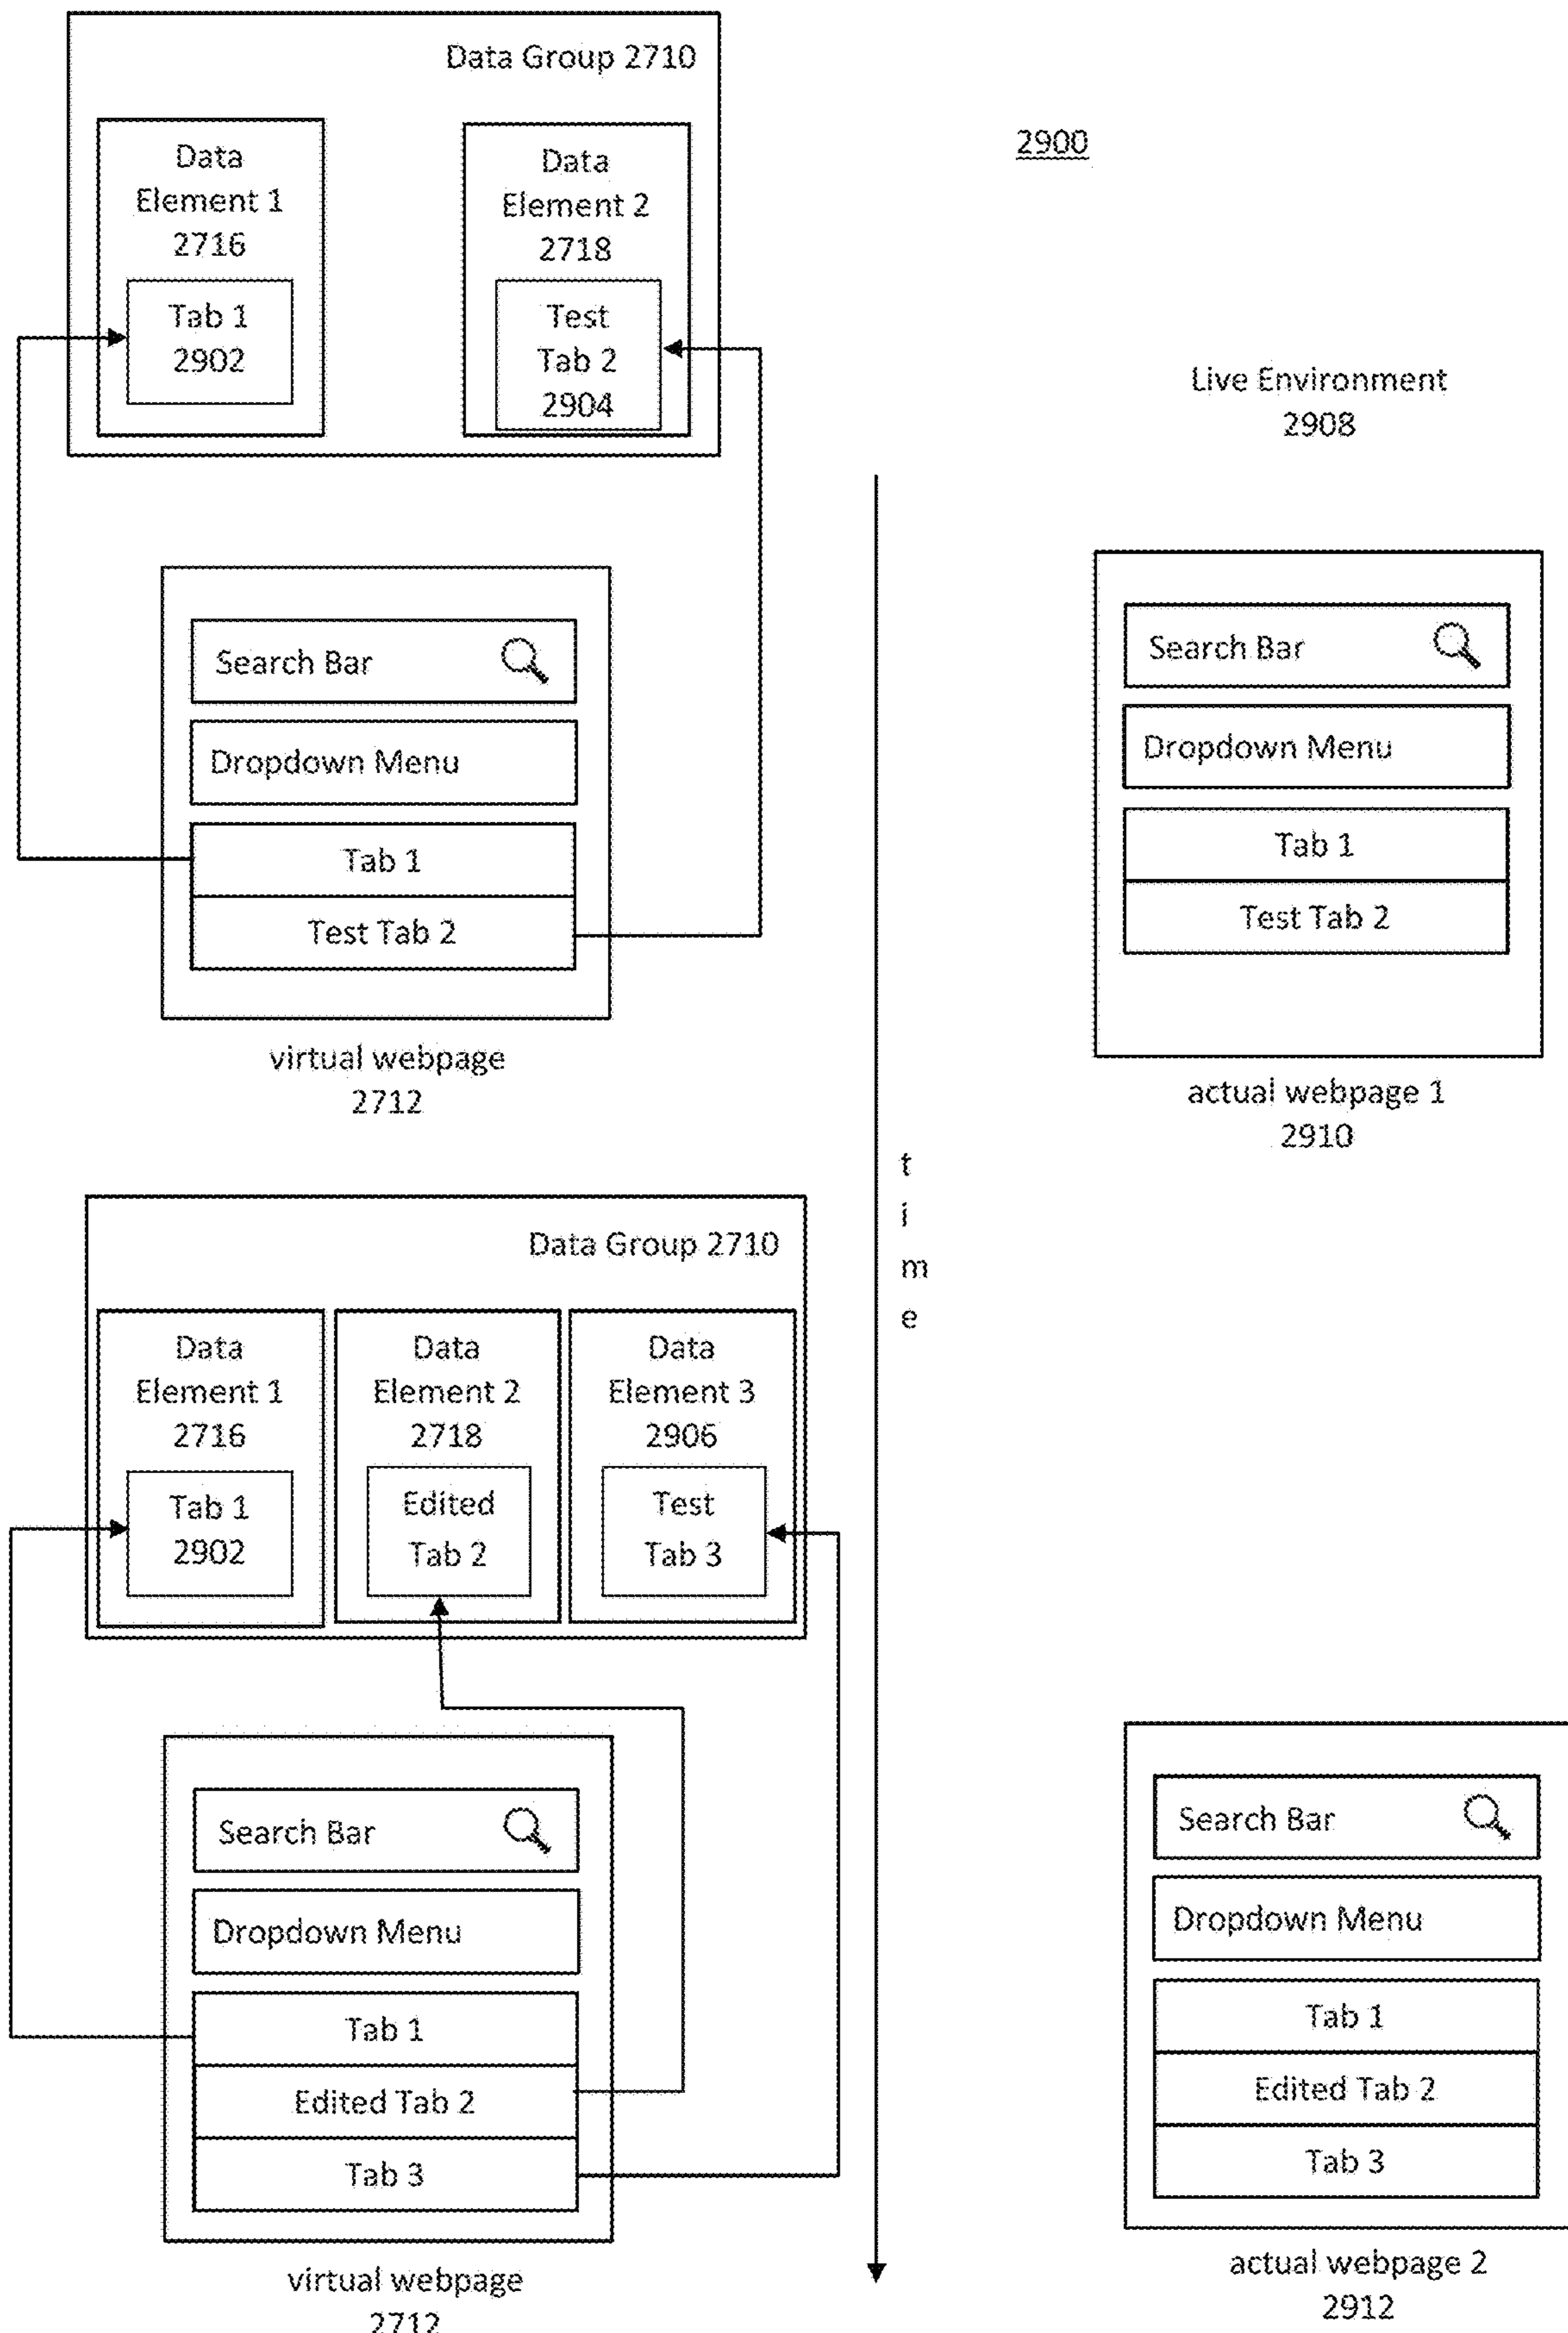 Data Group 2710
Data
Element 1
2716
Tab 1
2902
Data
Element 2
2718
Test
Tab 2
2904
2900
Live Environment
2908
Search Bar
Dropdown Menu
Tab 1
Test Tab 2
virtual webpage
2712
Search Bar
Dropdown Menu
Tab 1
Test Tab 2
actual webpage 1
2910
t
i
m
e
Data Group 2710
Data
Element 1
2716
Tab 1
2902
Data
Element 2
2718
Edited
Tab 2
Data
Element 3
2906
Test
Tab 3
Search Bar
Dropdown Menu
Tab 1
Edited Tab 2
Tab 3
virtual webpage
2712
Search Bar
Dropdown Menu
Tab 1
Edited Tab 2
Tab 3
actual webpage 2
2912